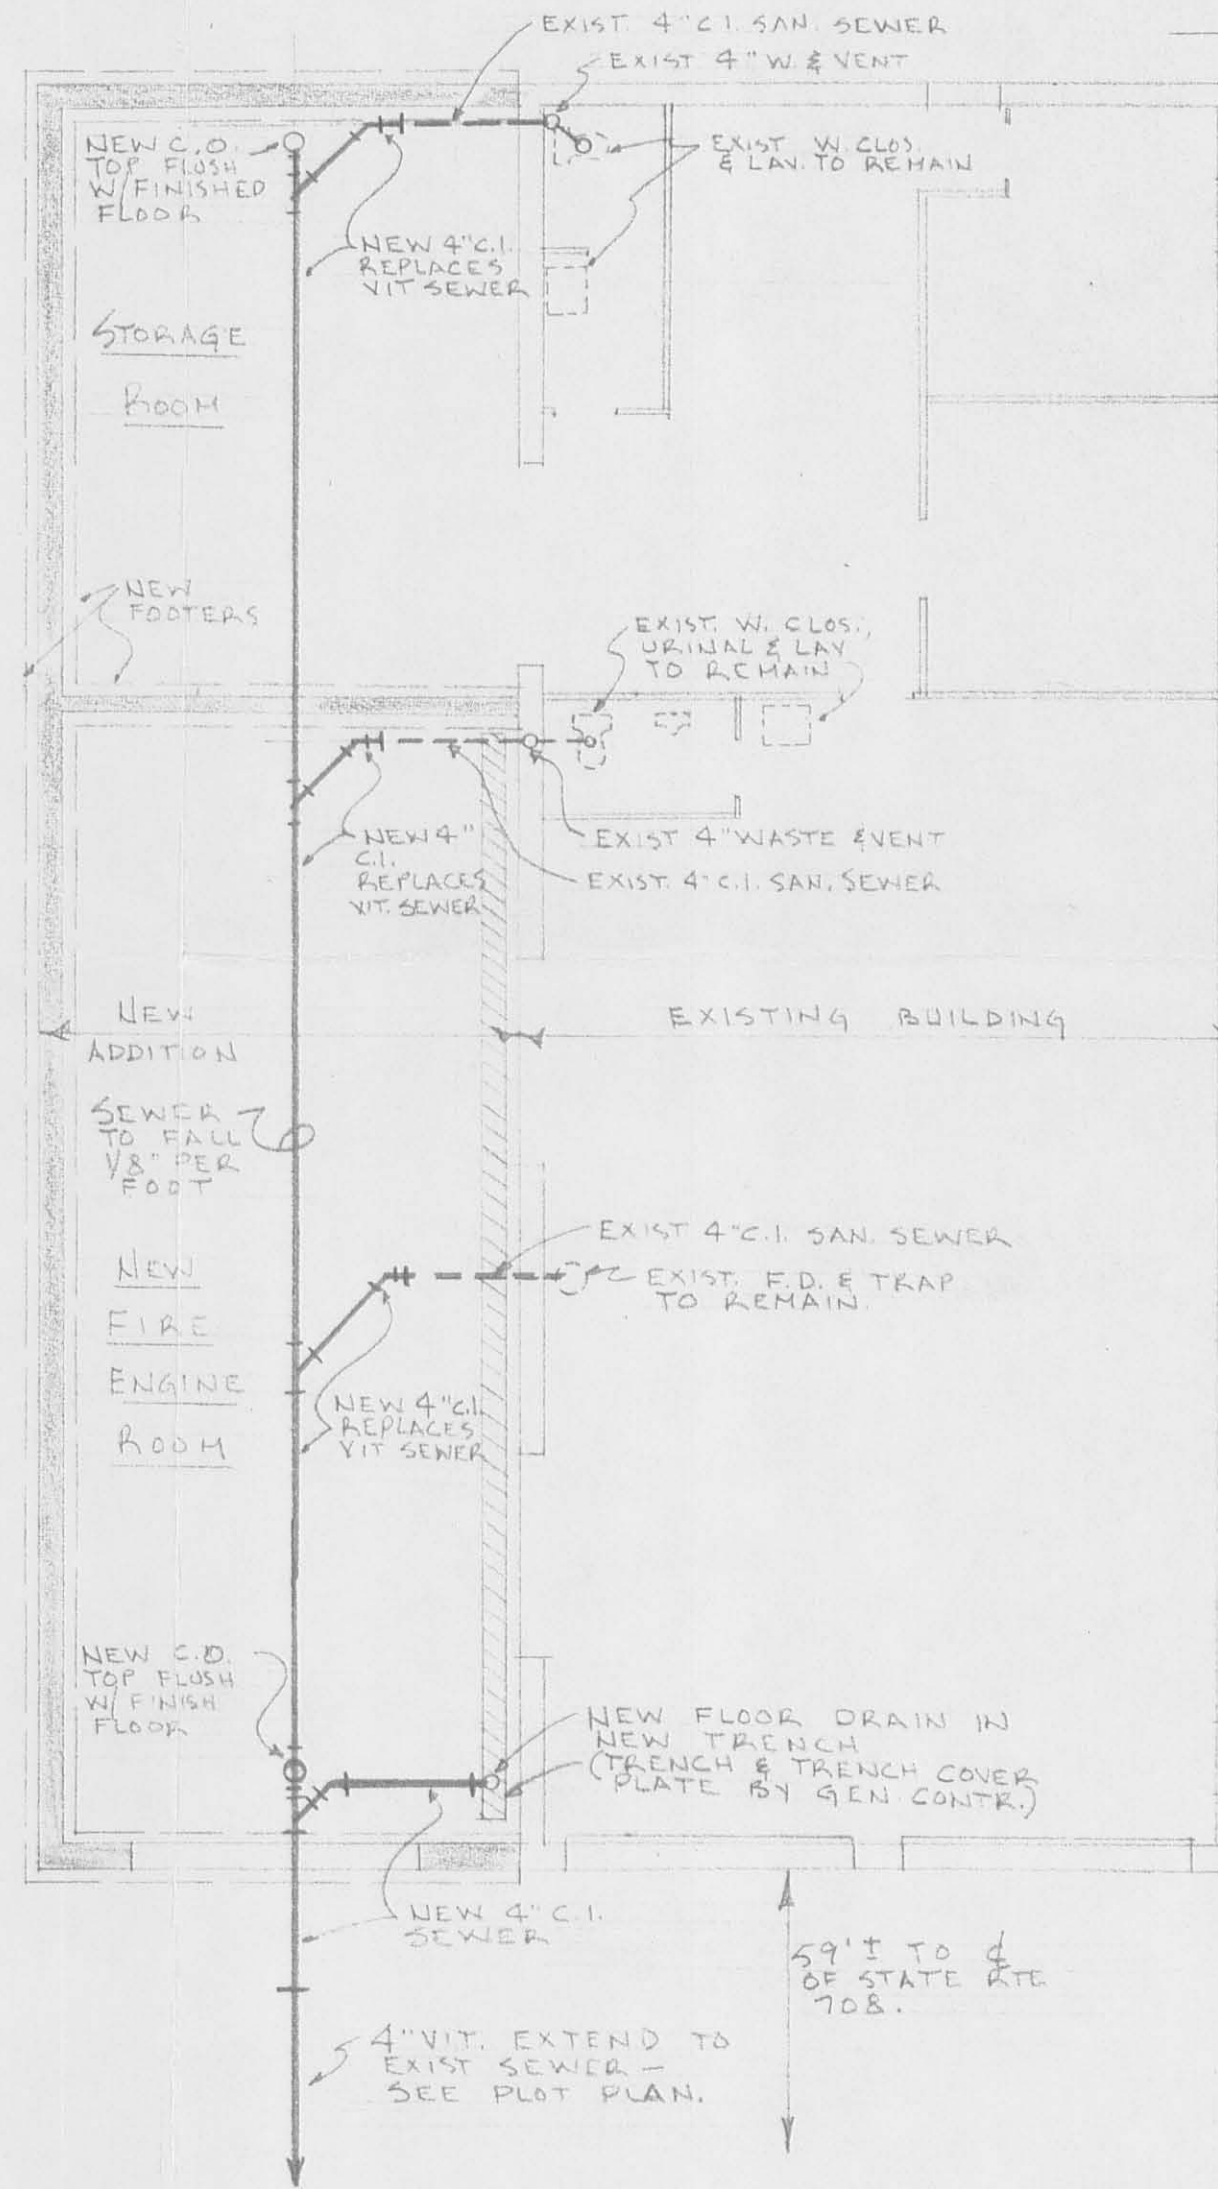 EXIST. 4" C.I. SAN. SEWER
EXIST 4" W. & VENT
NEW C.O.
TOP FLUSH
W/FINISHED
FLOOR
EXIST W. CLOS.
& LAV. TO REMAIN
NEW 4" C.I.
REPLACES
VIT SEWER
STORAGE
ROOM
NEW
FOOTERS
EXIST. W. CLOS.,
URINAL & LAV
TO REMAIN
NEW 4"
C.I.
REPLACES
VIT. SEWER
EXIST 4" WASTE & VENT
EXIST. 4" C.I. SAN. SEWER
NEW
ADDITION
EXISTING BUILDING
SEWER
TO FALL
1/8" PER
FOOT
EXIST 4" C.I. SAN. SEWER
EXIST. F.D. & TRAP
TO REMAIN.
NEW
FIRE
ENGINE
ROOM
NEW 4" C.I.
REPLACES
VIT SEWER
NEW C.O.
TOP FLUSH
W/ FINISH
FLOOR
NEW FLOOR DRAIN IN
NEW TRENCH
(TRENCH & TRENCH COVER
PLATE BY GEN. CONTR.)
NEW 4" C.I.
SEWER
59' ± TO ℄
OF STATE RTE
708.
4" VIT. EXTEND TO
EXIST SEWER –
SEE PLOT PLAN.